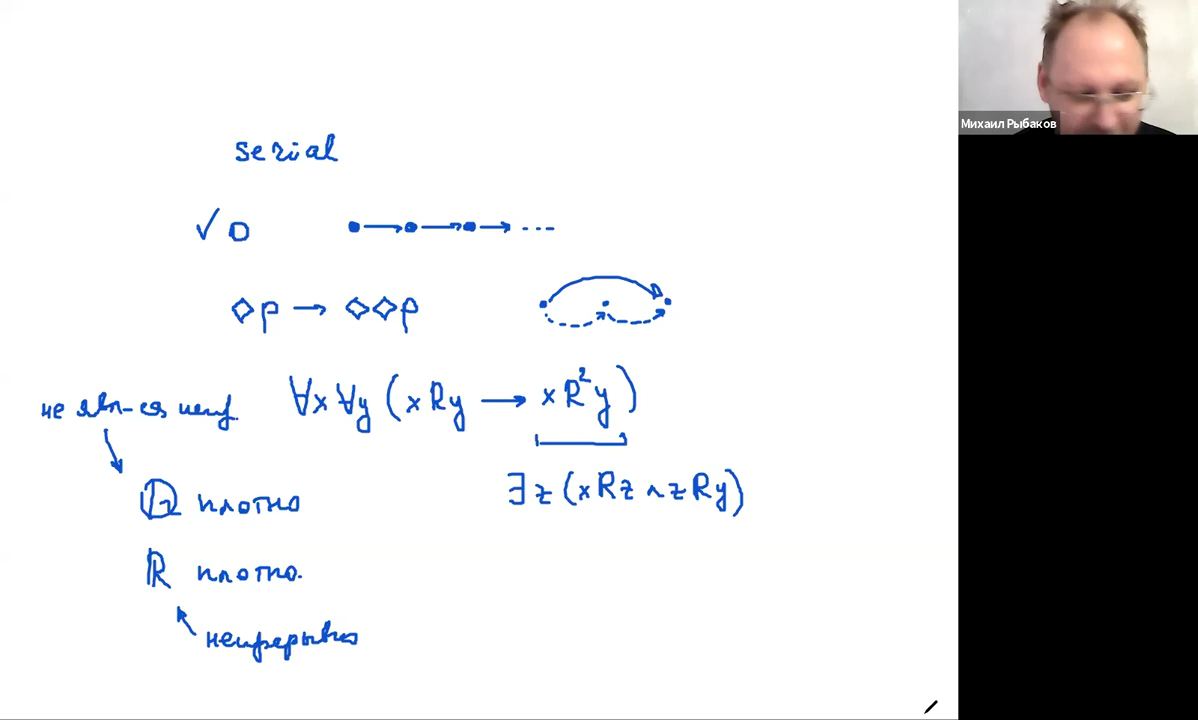 serial
✓ D
◇p → ◇◇p
∀x ∀y (xRy → xR²y)
не явл-ся непр.
∃z (xRz ∧ zRy)
ℚ плотно
ℝ плотно.
непрерывно
Михаил Рыбаков